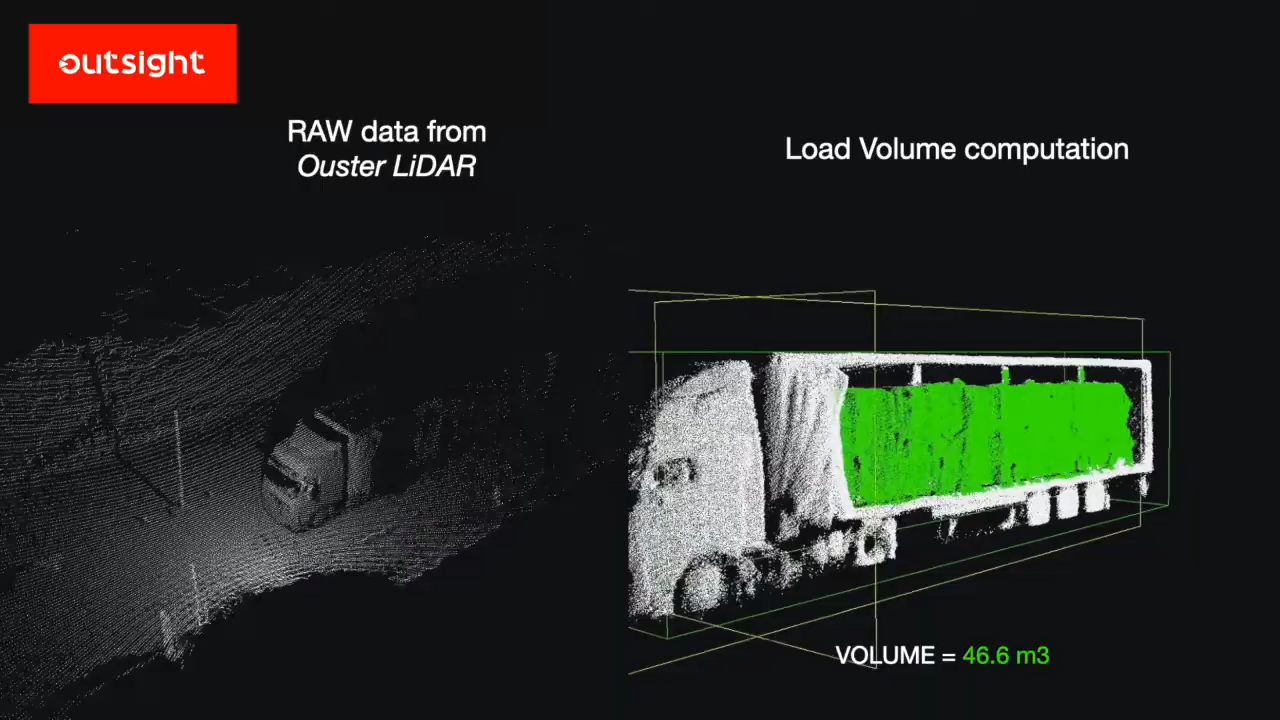 outsight
RAW data from
Ouster LiDAR
Load Volume computation
VOLUME = 46.6 m3